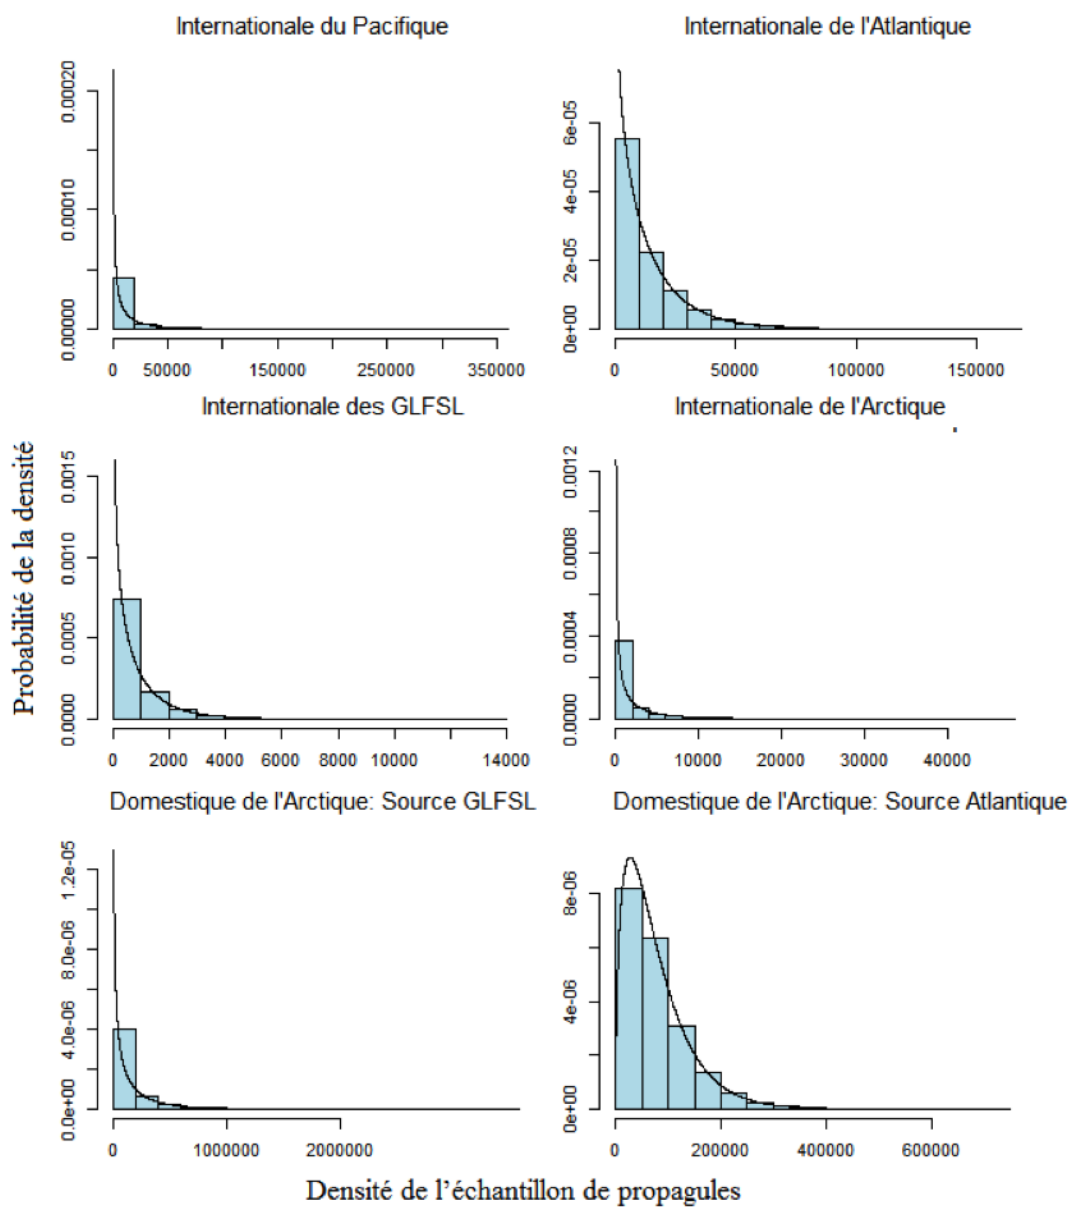 Internationale du Pacifique
0.00000 0.00010 0.00020
0 50000 150000 250000 350000
Internationale de l'Atlantique
0e+00 2e-05 4e-05 6e-05
0 50000 100000 150000
Internationale des GLFSL
0.0000 0.0005 0.0010 0.0015
0 2000 4000 6000 8000 10000 14000
Internationale de l'Arctique
0.0000 0.0004 0.0008 0.0012
0 10000 20000 30000 40000
Probabilité de la densité
Domestique de l'Arctique: Source GLFSL
0.0e+00 4.0e-06 8.0e-06 1.2e-05
0 1000000 2000000
Domestique de l'Arctique: Source Atlantique
0e+00 4e-06 8e-06
0 200000 400000 600000
Densité de l’échantillon de propagules